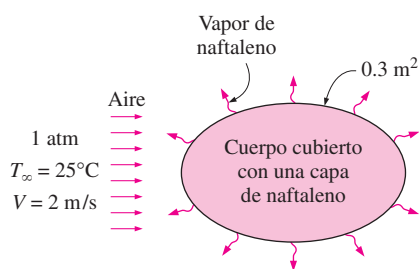 Vapor de
naftaleno
0.3 m²
Aire
1 atm
T∞ = 25°C
V = 2 m/s
Cuerpo cubierto
con una capa
de naftaleno